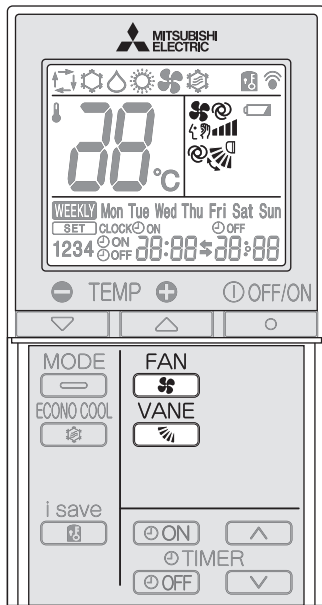 MITSUBISHI
ELECTRIC
88°C
WEEKLY Mon Tue Wed Thu Fri Sat Sun
SET CLOCK ON OFF
1234 ON 88:88 88:88
OFF
TEMP OFF/ON
MODE FAN
ECONO COOL VANE
i save
ON
TIMER
OFF